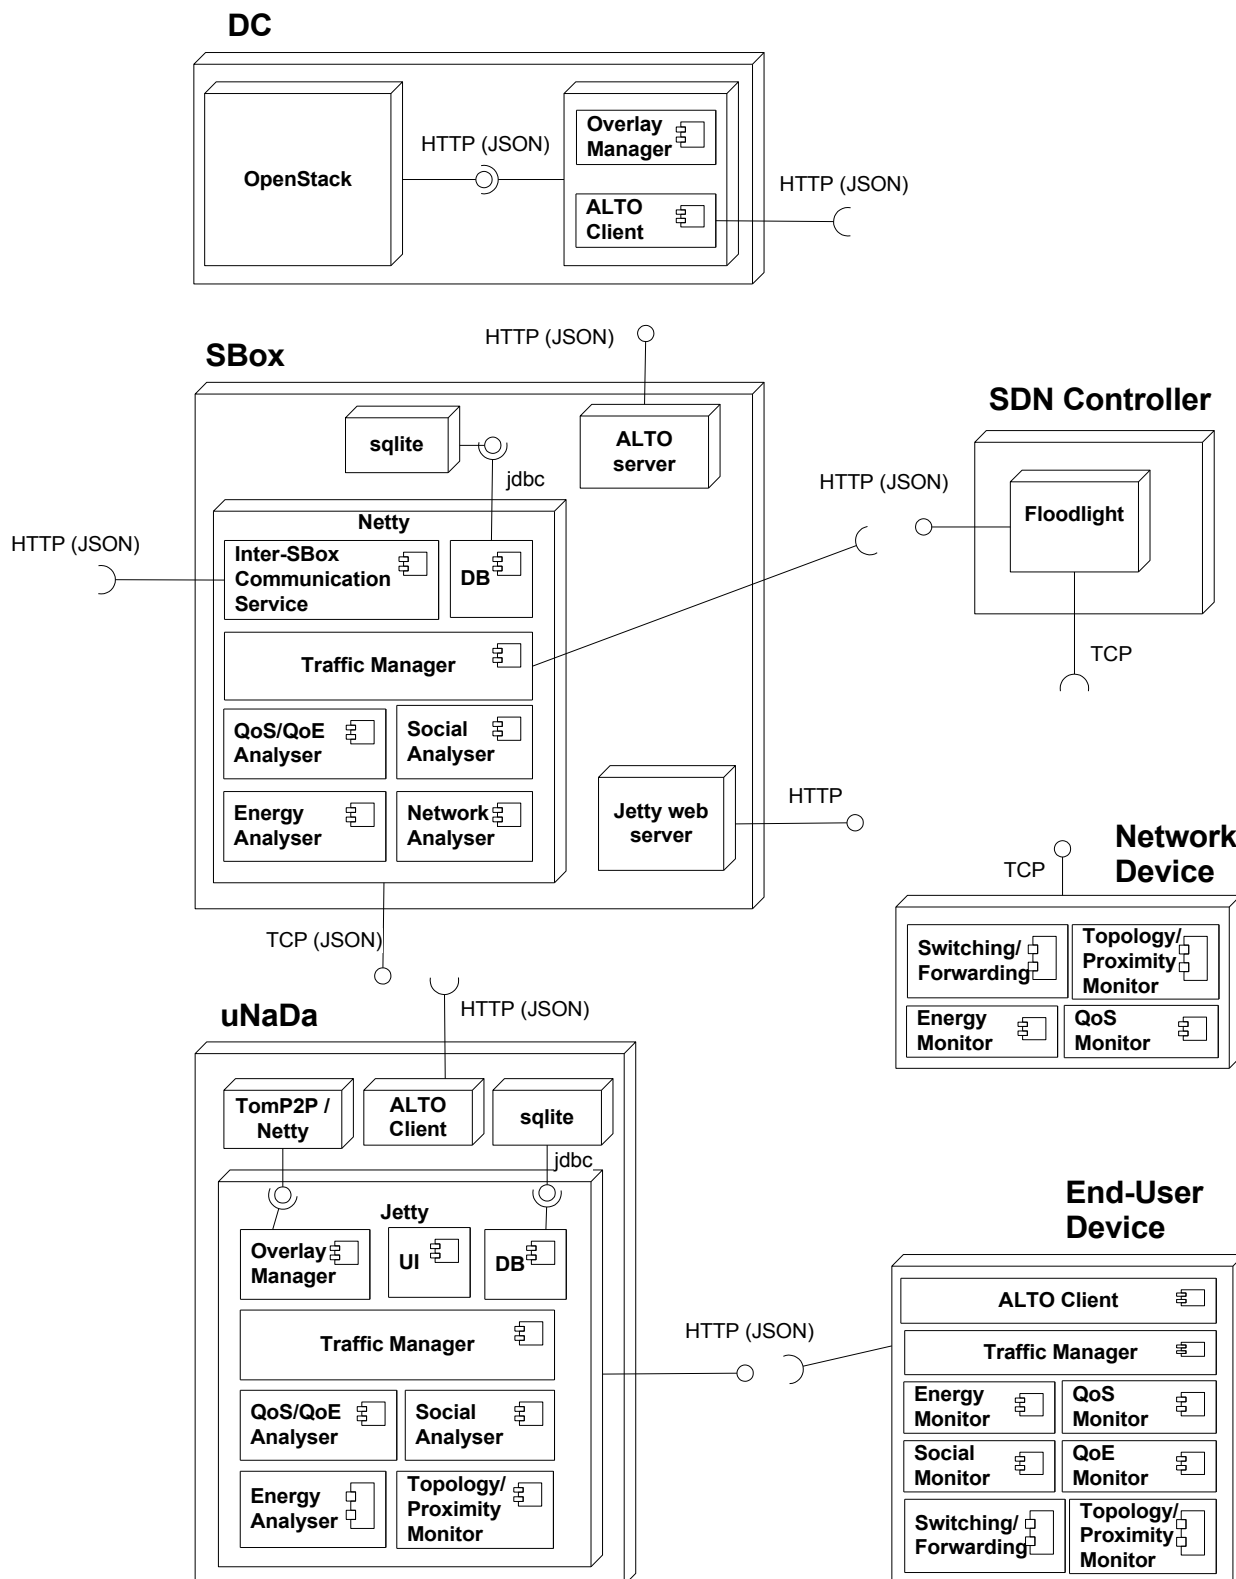 DC
OpenStack
HTTP (JSON)
Overlay
Manager
ALTO
Client
HTTP (JSON)
SBox
HTTP (JSON)
sqlite
jdbc
ALTO
server
Netty
HTTP (JSON)
Inter-SBox
Communication
Service
DB
Traffic Manager
QoS/QoE
Analyser
Social
Analyser
Energy
Analyser
Network
Analyser
Jetty web
server
HTTP
TCP (JSON)
HTTP (JSON)
SDN Controller
Floodlight
TCP
Network
Device
TCP
Switching/
Forwarding
Topology/
Proximity
Monitor
Energy
Monitor
QoS
Monitor
uNaDa
HTTP (JSON)
TomP2P /
Netty
ALTO
Client
sqlite
jdbc
Jetty
Overlay
Manager
UI
DB
Traffic Manager
QoS/QoE
Analyser
Social
Analyser
Energy
Analyser
Topology/
Proximity
Monitor
HTTP (JSON)
End-User
Device
ALTO Client
Traffic Manager
Energy
Monitor
QoS
Monitor
Social
Monitor
QoE
Monitor
Switching/
Forwarding
Topology/
Proximity
Monitor